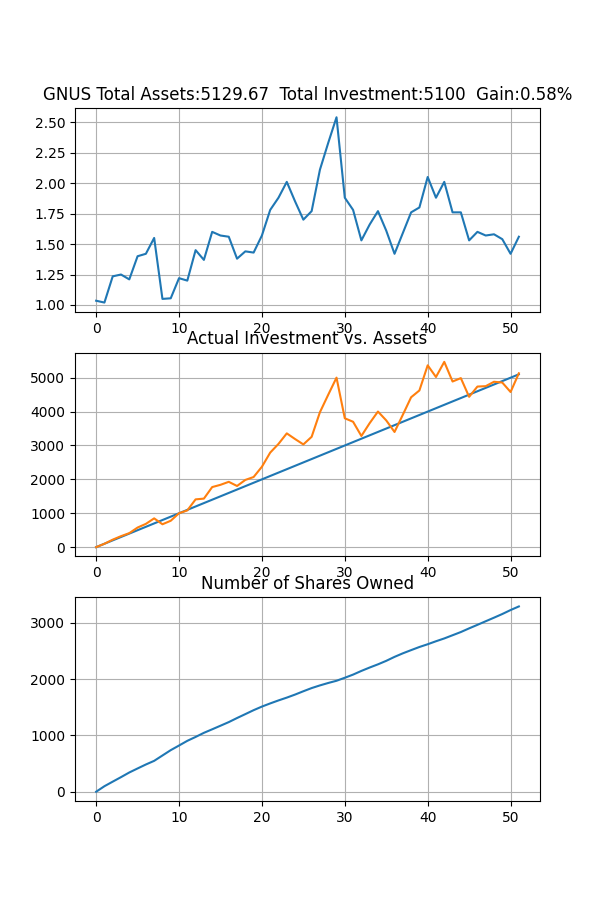 GNUS Total Assets:5129.67  Total Investment:5100  Gain:0.58%
2.50
2.25
2.00
1.75
1.50
1.25
1.00
0 10 20 30 40 50
Actual Investment vs. Assets
5000
4000
3000
2000
1000
0
0 10 20 30 40 50
Number of Shares Owned
3000
2000
1000
0
0 10 20 30 40 50